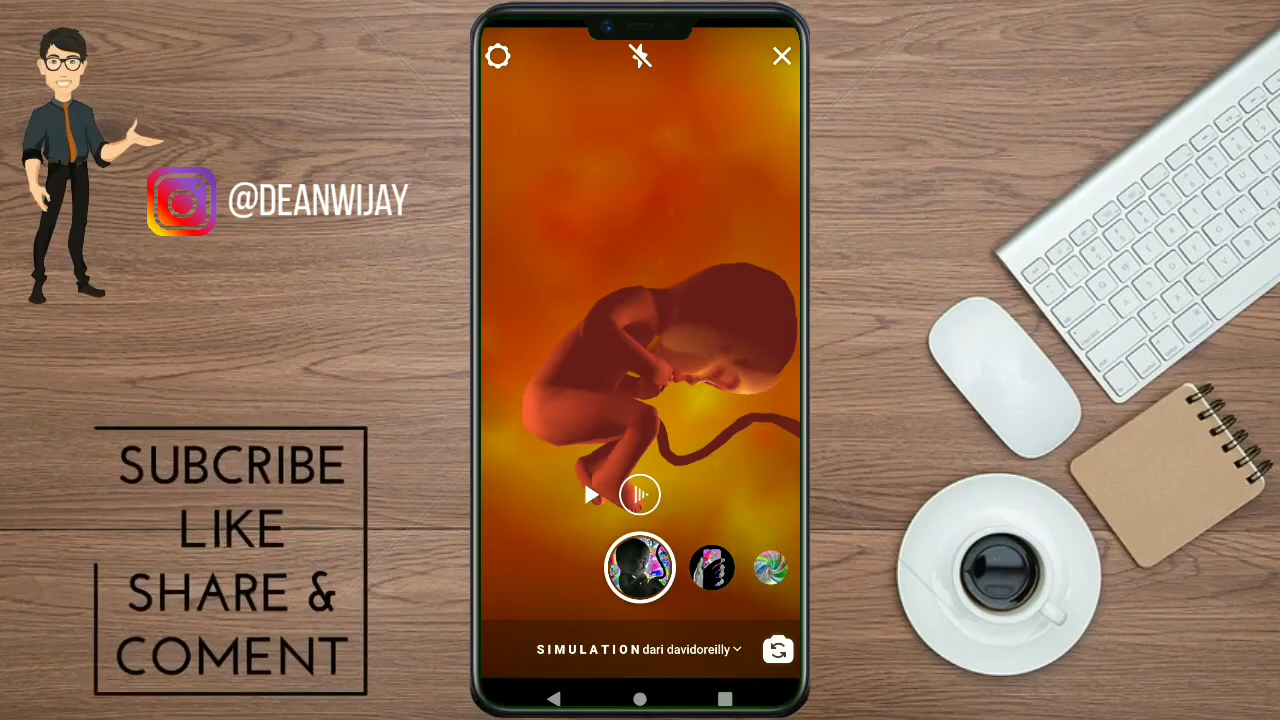 @DEANWIJAY
SUBCRIBE
LIKE
SHARE &
COMENT
SIMULATION dari davidoreilly